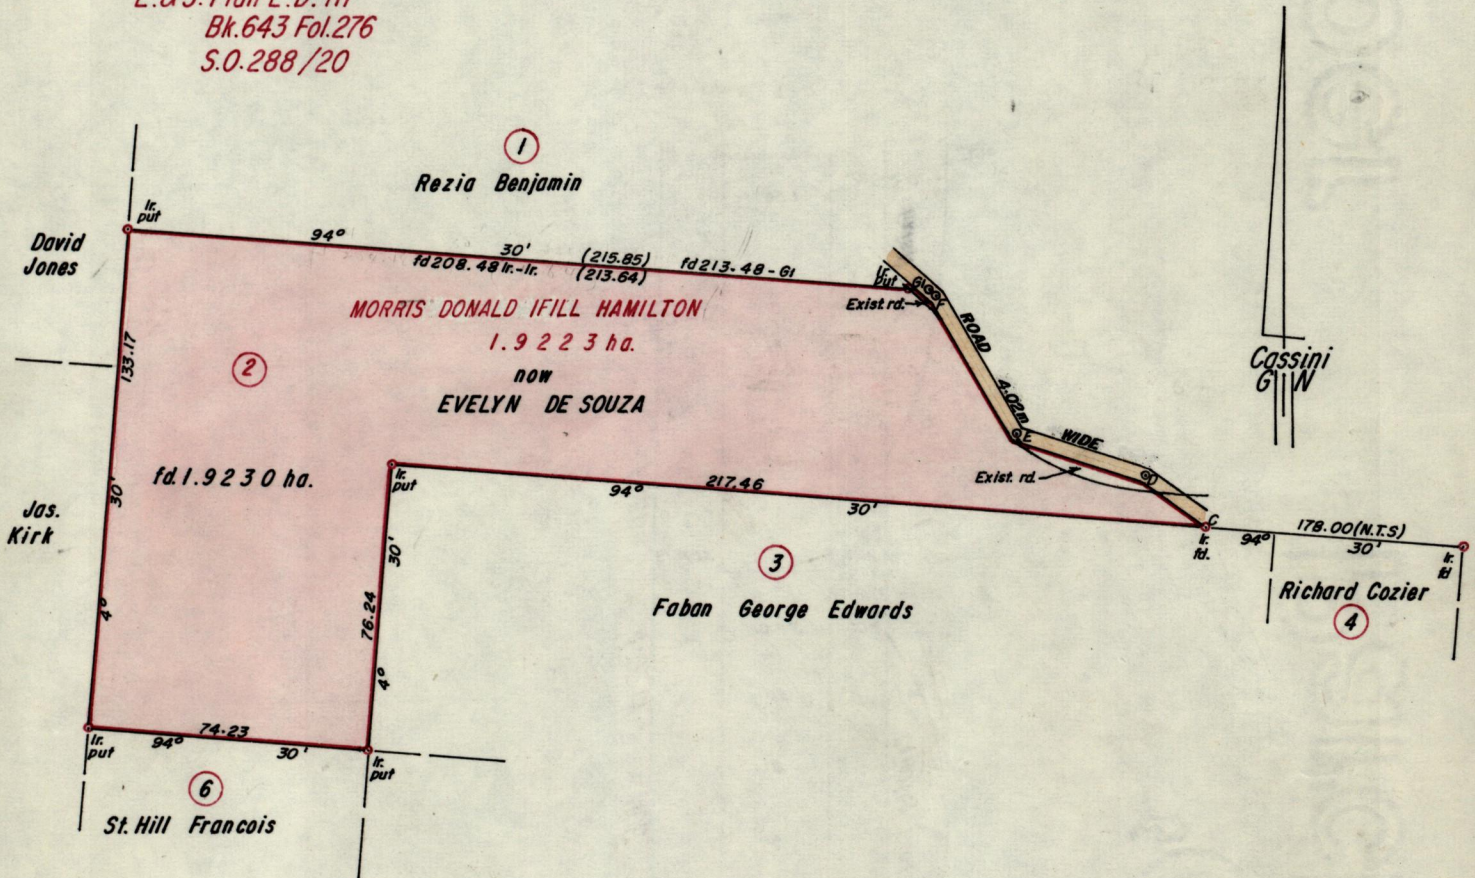 Bk.643 Fol.276
S.O.288/20
1
Rezia Benjamin
Ir.
put
David
Jones
94° 30' (215.85)
fd 208.48 Ir.-Ir. (213.64) fd 213.48-G1
Ir.
put
Exist rd.
ROAD
4.02m
WIDE
E
D
C
Exist. rd.
MORRIS DONALD IFILL HAMILTON
1.9223 ha.
now
EVELYN DE SOUZA
133.17
2
Cassini
G N
fd.1.9230 ha.
30'
4°
Ir.
put
94° 217.46 30'
Ir.
fd.
94° 178.00(N.T.S) 30'
Ir.
fd
Jas.
Kirk
30'
76.24
4°
3
Faban George Edwards
Richard Cozier
4
Ir.
put
94° 74.23 30'
Ir.
put
6
St. Hill Francois